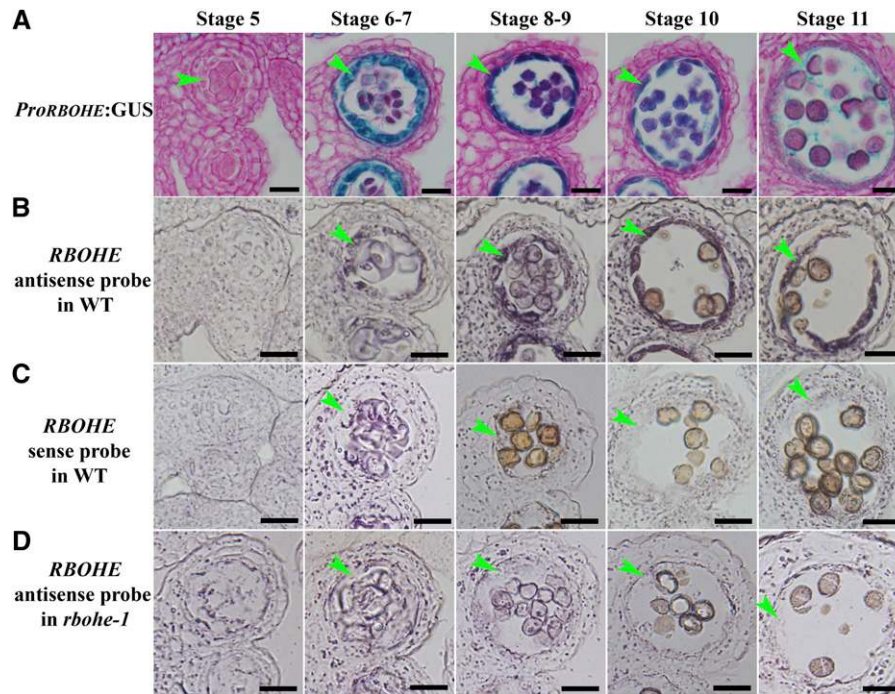 A Stage 5 Stage 6-7 Stage 8-9 Stage 10 Stage 11
ProRBOHE:GUS
B
RBOHE
antisense probe
in WT
C
RBOHE
sense probe
in WT
D
RBOHE
antisense probe
in rbohe-1